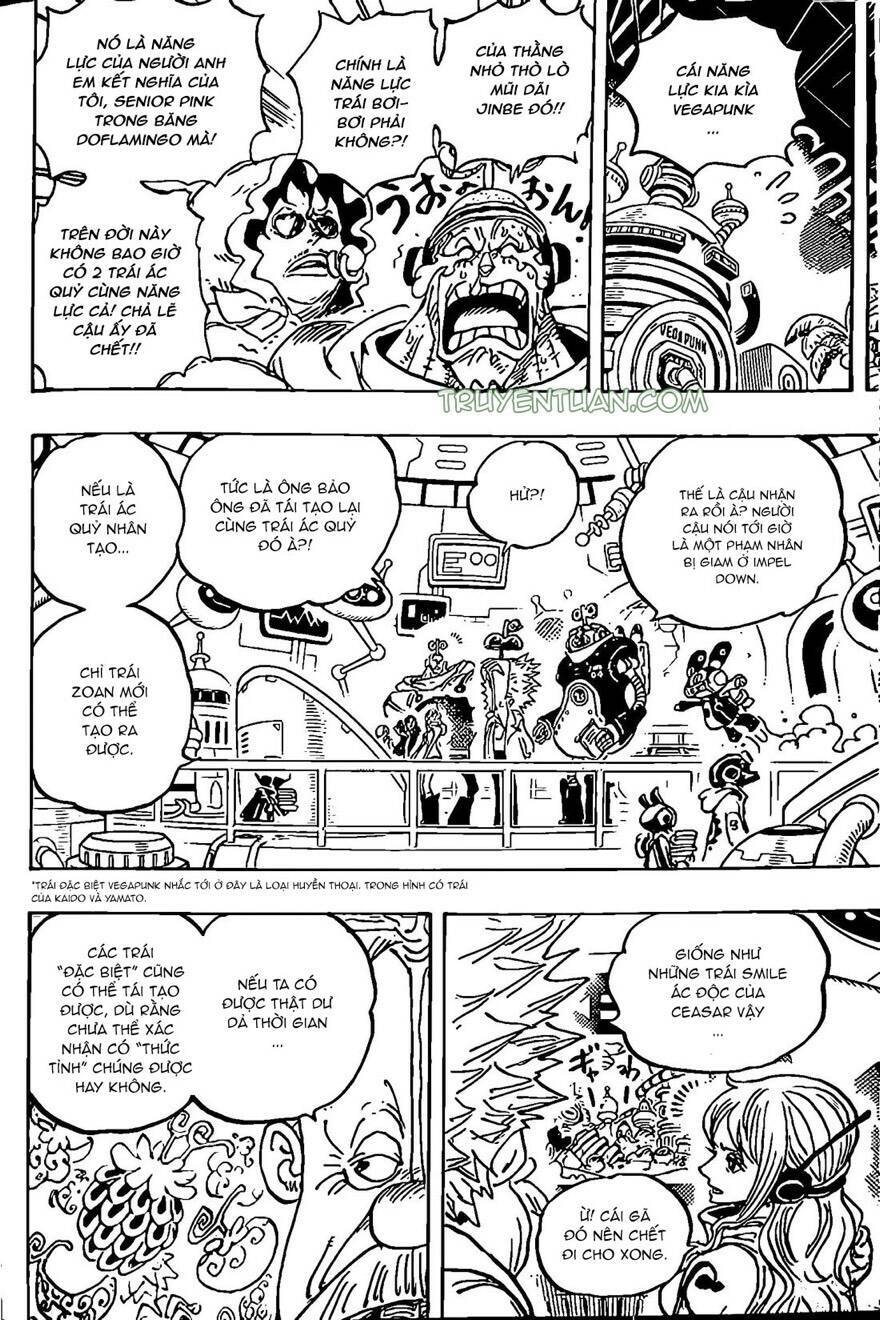 CÁI NĂNG
LỰC KIA KÌA
VEGAPUNK
...
VEGAPUNK
CỦA THẰNG
NHỎ THÒ LÒ
MŨI DÃI
JINBE ĐÓ!!
CHÍNH LÀ
NĂNG LỰC
TRÁI BƠI-
BƠI PHẢI
KHÔNG?!
NÓ LÀ NĂNG
LỰC CỦA NGƯỜI ANH
EM KẾT NGHĨA CỦA
TÔI, SENIOR PINK
TRONG BĂNG
DOFLAMINGO MÀ!
TRÊN ĐỜI NÀY
KHÔNG BAO GIỜ
CÓ 2 TRÁI ÁC
QUỶ CÙNG NĂNG
LỰC CẢ! CHẢ LẼ
CẬU ẤY ĐÃ
CHẾT!!
うおお
おん!
TRUYENTUAN.COM
THẾ LÀ CẬU NHẬN
RA RỒI À? NGƯỜI
CẬU NÓI TỚI GIỜ
LÀ MỘT PHẠM NHÂN
BỊ GIAM Ở IMPEL
DOWN.
HỬ?!
TỨC LÀ ÔNG BẢO
ÔNG ĐÃ TÁI TẠO LẠI
CÙNG TRÁI ÁC QUỶ
ĐÓ À?!
NẾU LÀ
TRÁI ÁC
QUỶ NHÂN
TẠO...
CHỈ TRÁI
ZOAN MỚI
CÓ THỂ
TẠO RA
ĐƯỢC.
*TRÁI ĐẶC BIỆT VEGAPUNK NHẮC TỚI Ở ĐÂY LÀ LOẠI HUYỀN THOẠI. TRONG HÌNH CÓ TRÁI
CỦA KAIDO VÀ YAMATO.
GIỐNG NHƯ
NHỮNG TRÁI SMILE
ÁC ĐỘC CỦA
CEASAR VẬY
...
Ừ! CÁI GÃ
ĐÓ NÊN CHẾT
ĐI CHO XONG.
NẾU TA CÓ
ĐƯỢC THẬT DƯ
DẢ THỜI GIAN
...
CÁC TRÁI
“ĐẶC BIỆT” CŨNG
CÓ THỂ TÁI TẠO
ĐƯỢC, DÙ RẰNG
CHƯA THỂ XÁC
NHẬN CÓ “THỨC
TỈNH” CHÚNG ĐƯỢC
HAY KHÔNG.